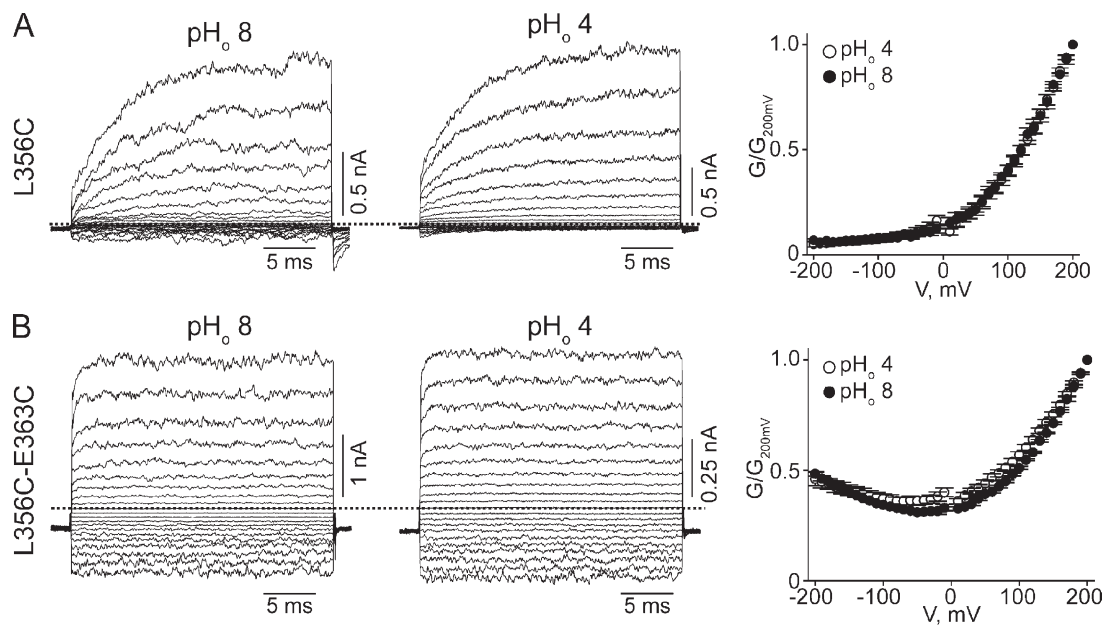 A
pHo 8
pHo 4
L356C
0.5 nA
0.5 nA
5 ms
5 ms
G/G200mV
1.0
0.5
0
pHo 4
pHo 8
-200 -100 0 100 200
V, mV
B
pHo 8
pHo 4
L356C-E363C
1 nA
0.25 nA
5 ms
5 ms
G/G200mV
1.0
0.5
0
pHo 4
pHo 8
-200 -100 0 100 200
V, mV